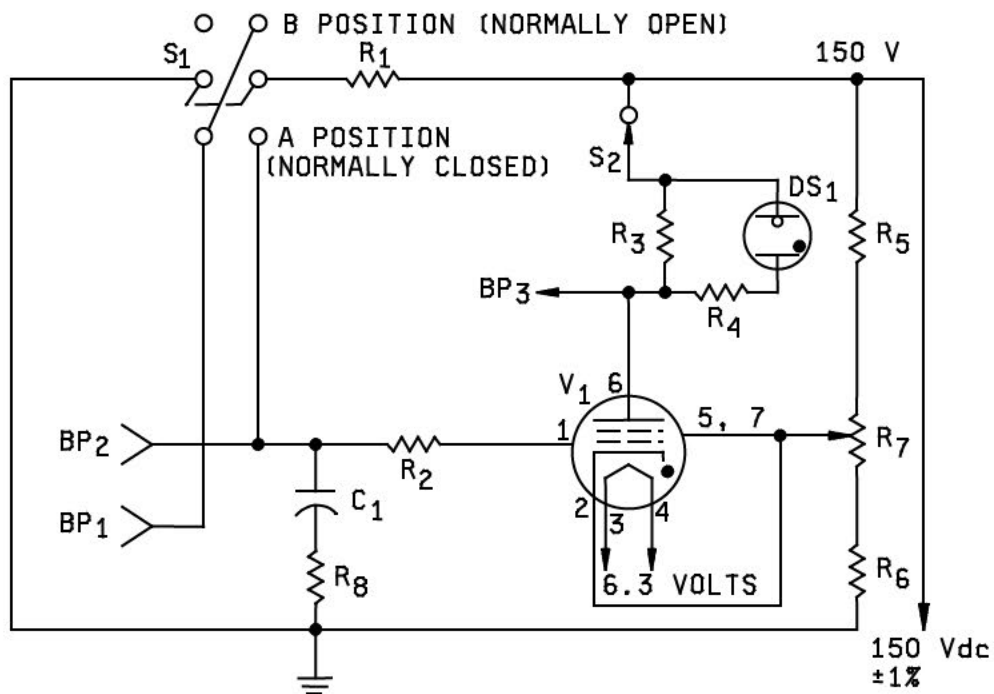 B POSITION (NORMALLY OPEN)
S1
R1
150 V
A POSITION
(NORMALLY CLOSED)
S2
DS1
R3
R5
BP3
R4
V1
6
1
5, 7
BP2
R2
R7
C1
2
3
4
BP1
R8
6.3 VOLTS
R6
150 Vdc
±1%